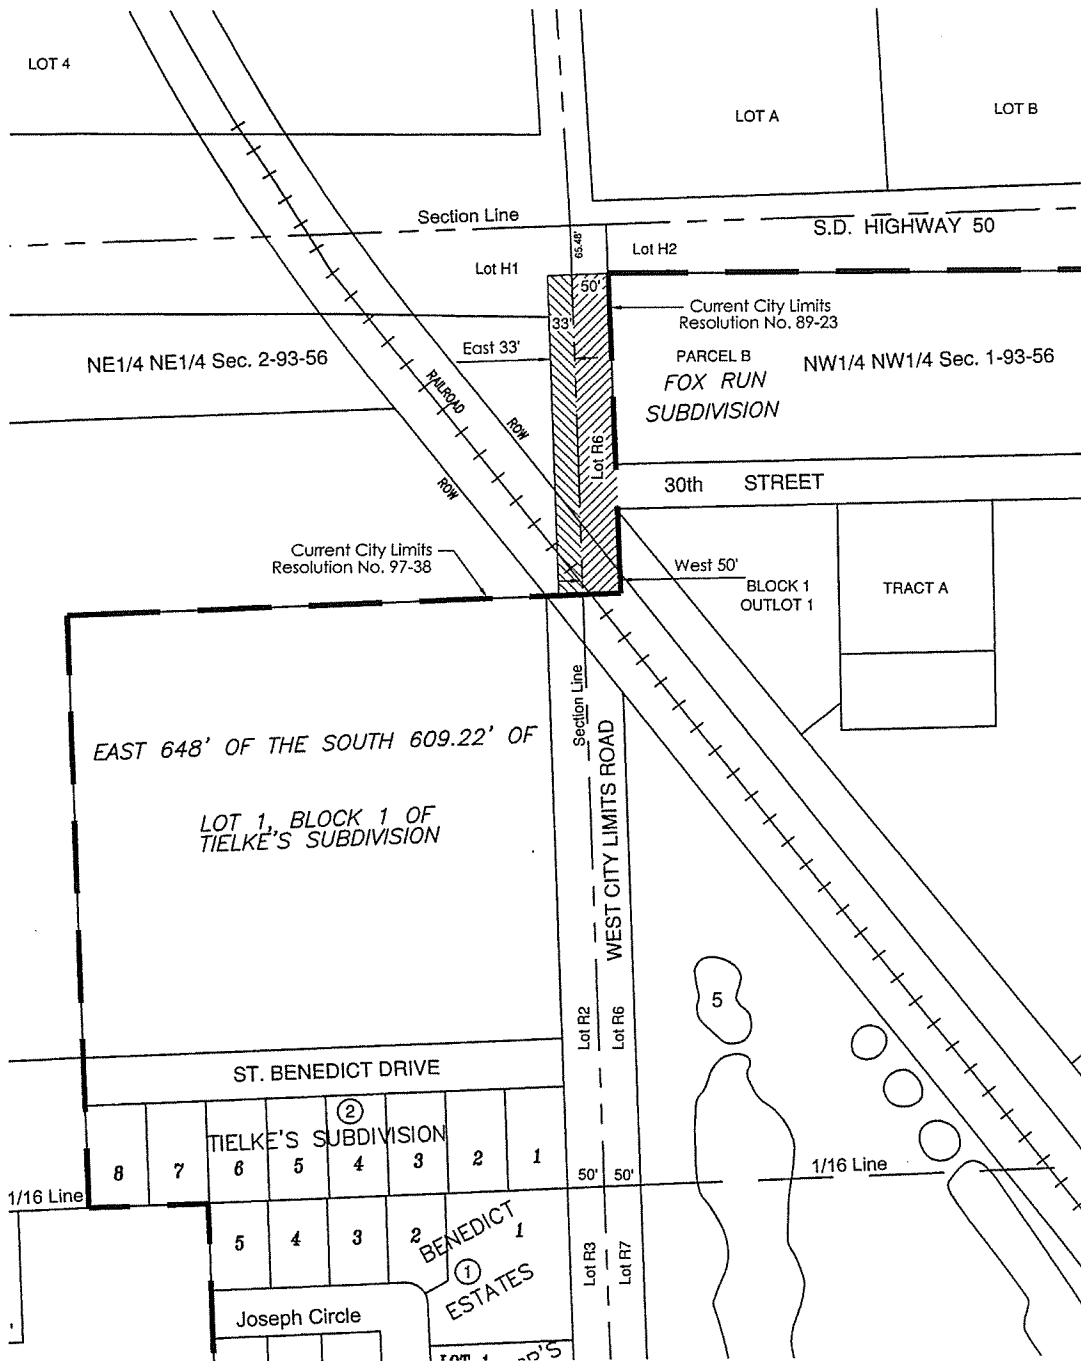 LOT 4
LOT A
LOT B
Section Line
65.48'
S.D. HIGHWAY 50
Lot H1
Lot H2
50'
33'
Current City Limits
Resolution No. 89-23
East 33'
NE1/4 NE1/4 Sec. 2-93-56
PARCEL B
FOX RUN
SUBDIVISION
NW1/4 NW1/4 Sec. 1-93-56
RAILROAD
ROW
ROW
Lot R6
30th STREET
Current City Limits
Resolution No. 97-38
West 50'
BLOCK 1
OUTLOT 1
TRACT A
Section Line
EAST 648' OF THE SOUTH 609.22' OF
LOT 1, BLOCK 1 OF
TIELKE'S SUBDIVISION
WEST CITY LIMITS ROAD
5
Lot R2
Lot R6
ST. BENEDICT DRIVE
2
TIELKE'S SUBDIVISION
8 7 6 5 4 3 2 1
50' 50'
1/16 Line
1/16 Line
5 4 3 2 1
BENEDICT
1
ESTATES
Lot R3
Lot R7
Joseph Circle
LOT 1
P'S